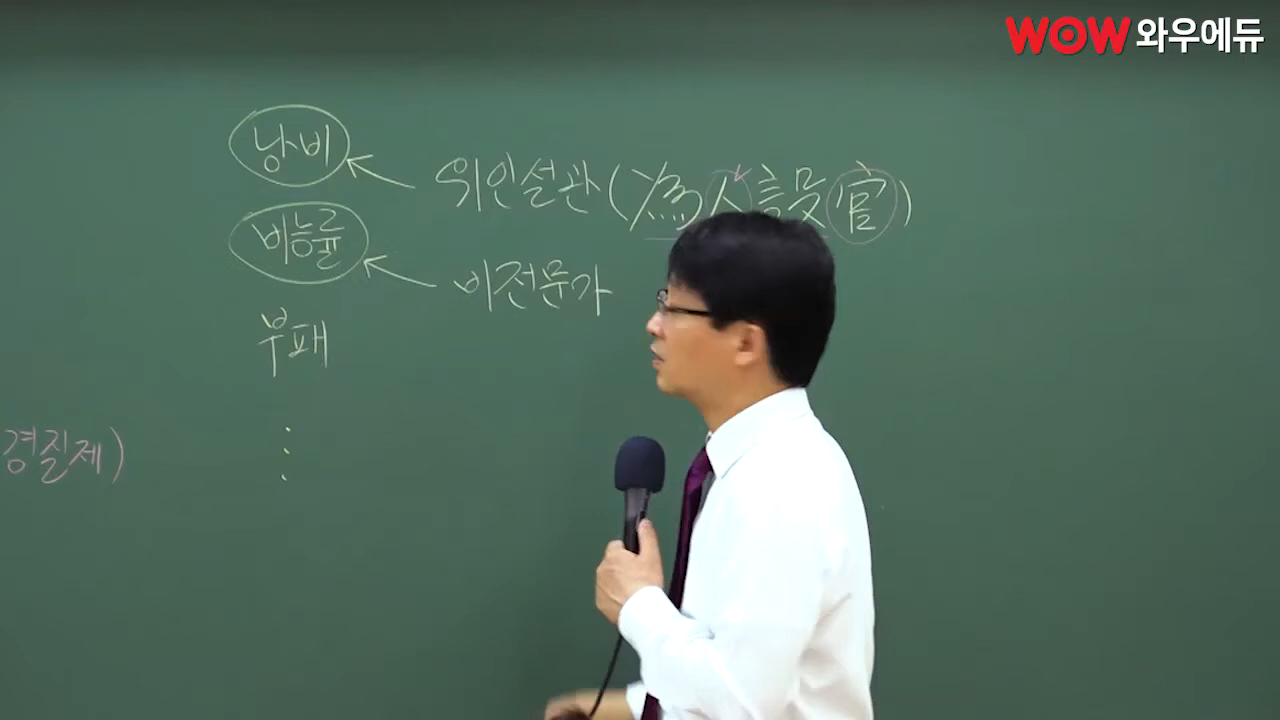 WOW 와우에듀
낭비 ← 위인설관(為人設官)
비능률 ← 비전문가
부패
경질제)
⋮